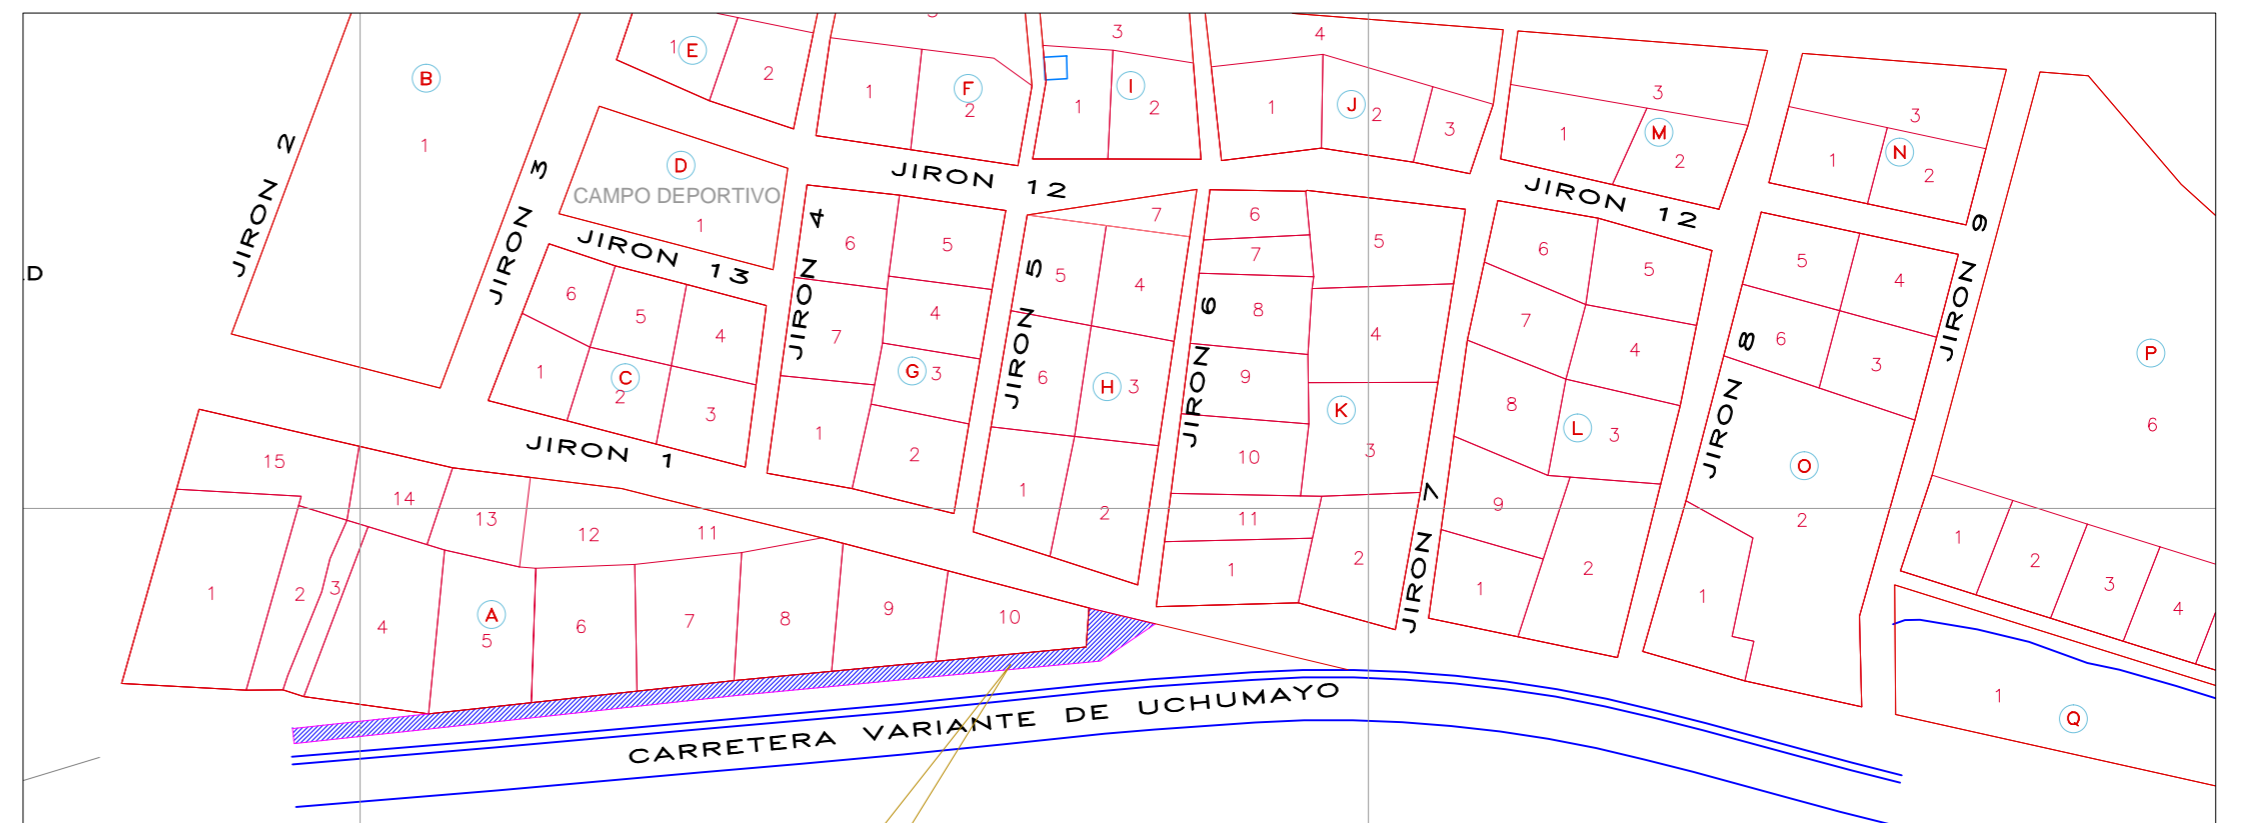 3
4
1
E
2
B
1
1
F
2
3
I
1
2
1
J
2
3
3
1
M
2
3
1
N
2
JIRON 2
JIRON 3
D
CAMPO DEPORTIVO
1
JIRON 12
JIRON 12
JIRON 13
.D
6
5
4
1
C
2
3
JIRON 4
6
5
7
4
G
3
1
2
JIRON 5
7
5
4
6
H
3
1
2
JIRON 6
6
7
5
8
4
9
K
10
3
11
1
2
JIRON 7
6
5
7
4
8
L
3
9
1
2
JIRON 8
5
4
6
3
O
2
1
JIRON 9
P
6
1
2
3
4
JIRON 1
15
14
13
12
11
1
2
3
4
A
5
6
7
8
9
10
1
Q
CARRETERA VARIANTE DE UCHUMAYO